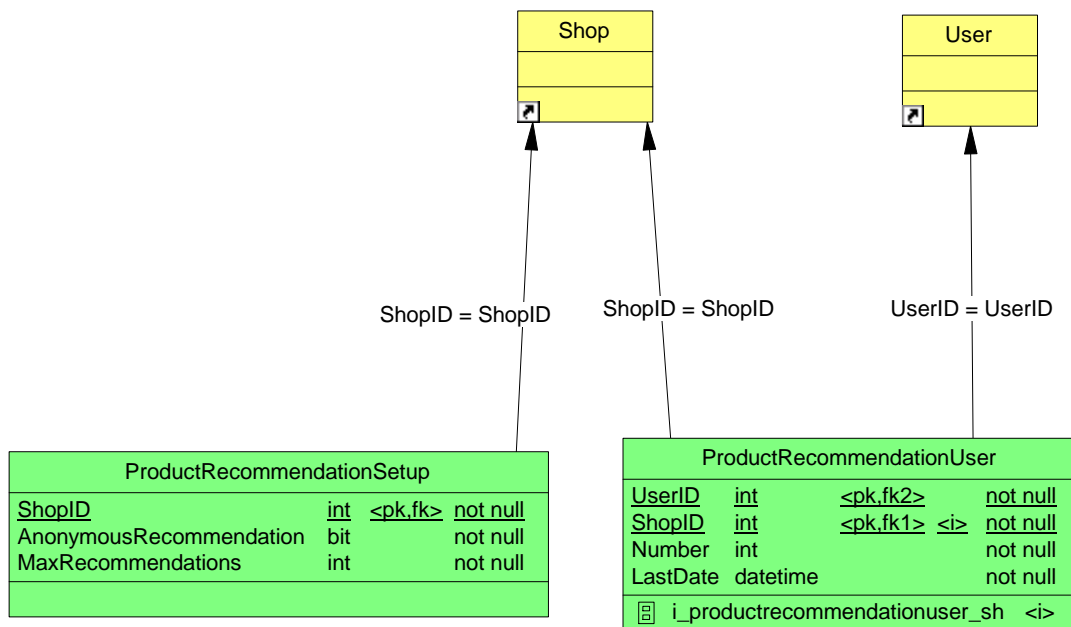 Shop
User
ShopID = ShopID
ShopID = ShopID
UserID = UserID
ProductRecommendationSetup
ShopID int <pk,fk> not null
AnonymousRecommendation bit not null
MaxRecommendations int not null
ProductRecommendationUser
UserID int <pk,fk2> not null
ShopID int <pk,fk1> <i> not null
Number int not null
LastDate datetime not null
i_productrecommendationuser_sh <i>